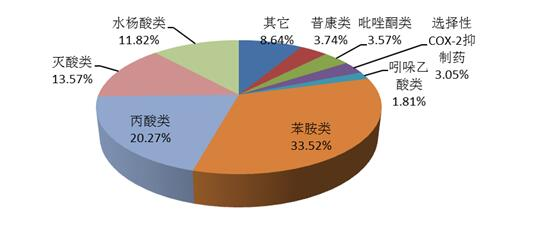 其它
8.64%
昔康类
3.74%
吡唑酮类
3.57%
选择性
COX-2抑
制药
3.05%
吲哚乙
酸类
1.81%
苯胺类
33.52%
丙酸类
20.27%
灭酸类
13.57%
水杨酸类
11.82%